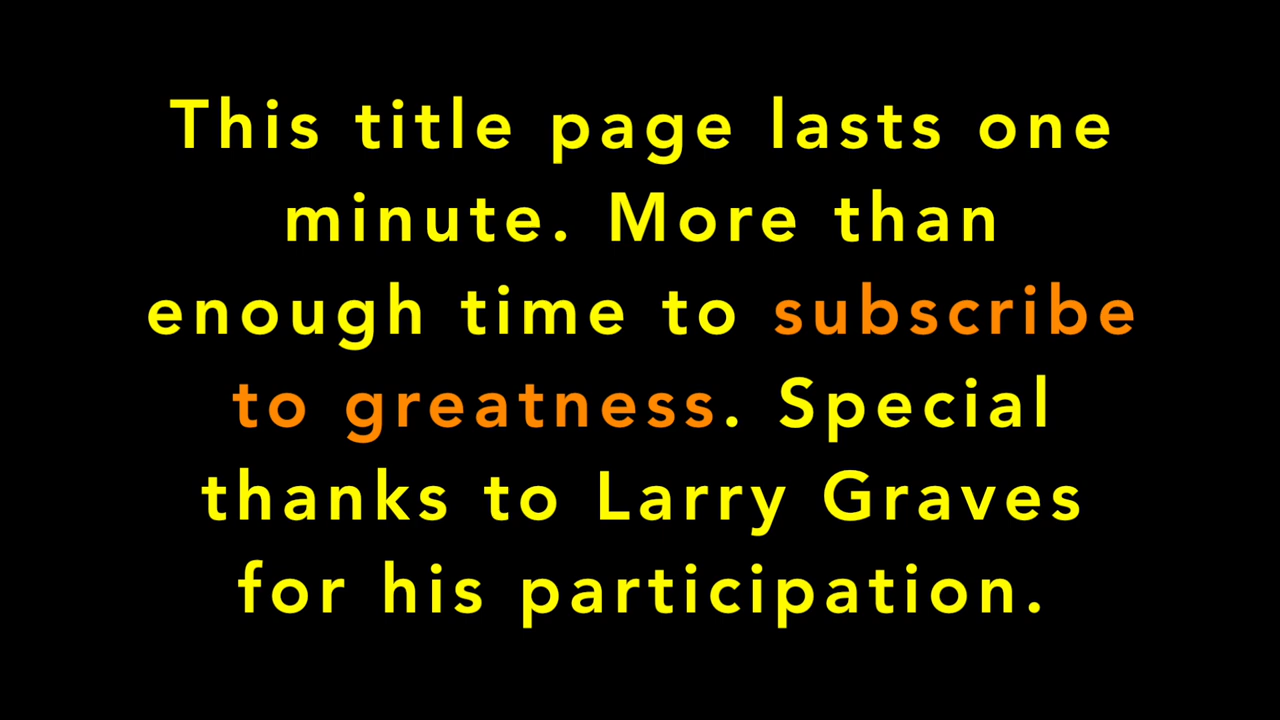 This title page lasts one
minute. More than
enough time to subscribe
to greatness. Special
thanks to Larry Graves
for his participation.